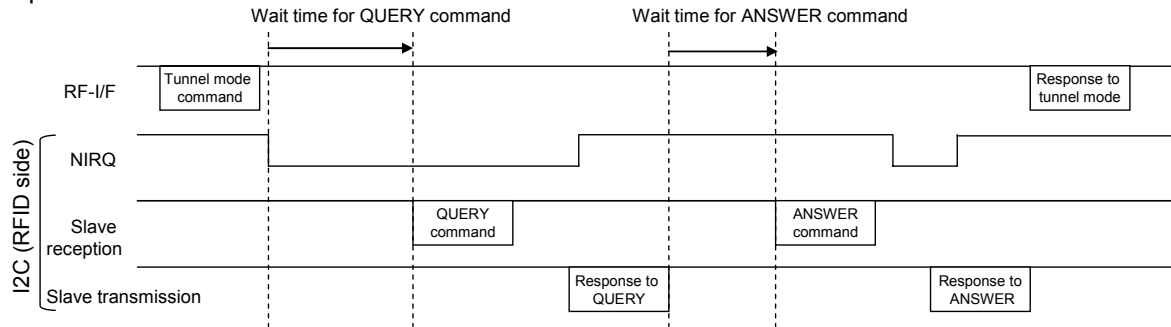 Wait time for QUERY command
Wait time for ANSWER command
RF-I/F
Tunnel mode
command
Response to
tunnel mode
I2C (RFID side)
NIRQ
Slave
reception
QUERY
command
ANSWER
command
Slave transmission
Response to
QUERY
Response to
ANSWER